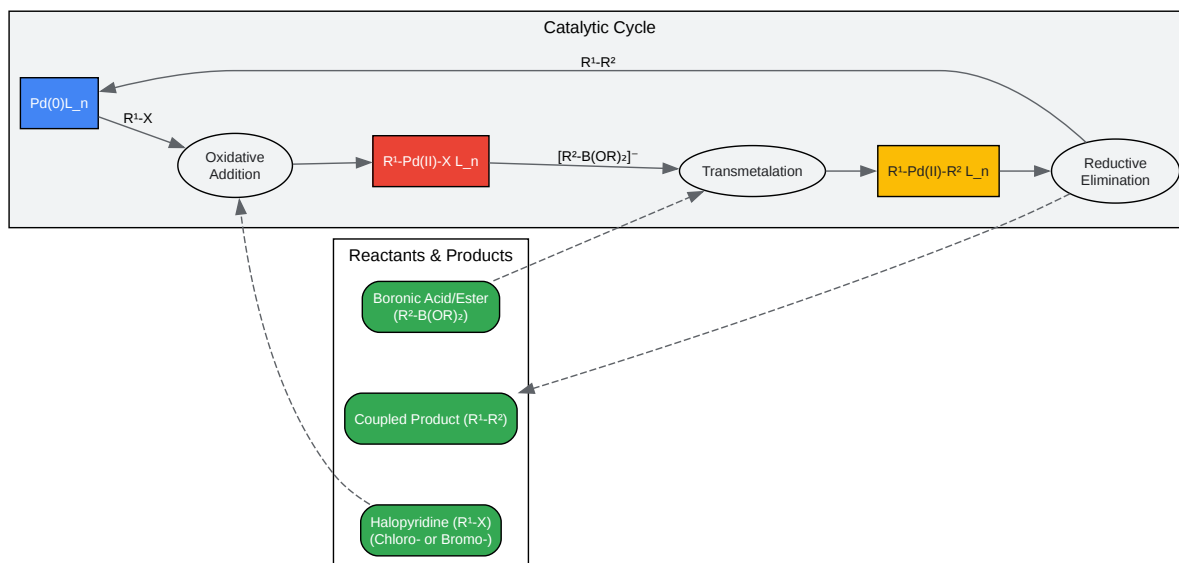 Catalytic Cycle
R¹-R²
Pd(0)L_n
R¹-X
Oxidative
Addition
R¹-Pd(II)-X L_n
[R²-B(OR)₂]⁻
Transmetalation
R¹-Pd(II)-R² L_n
Reductive
Elimination
Reactants & Products
Boronic Acid/Ester
(R²-B(OR)₂)
Coupled Product (R¹-R²)
Halopyridine (R¹-X)
(Chloro- or Bromo-)